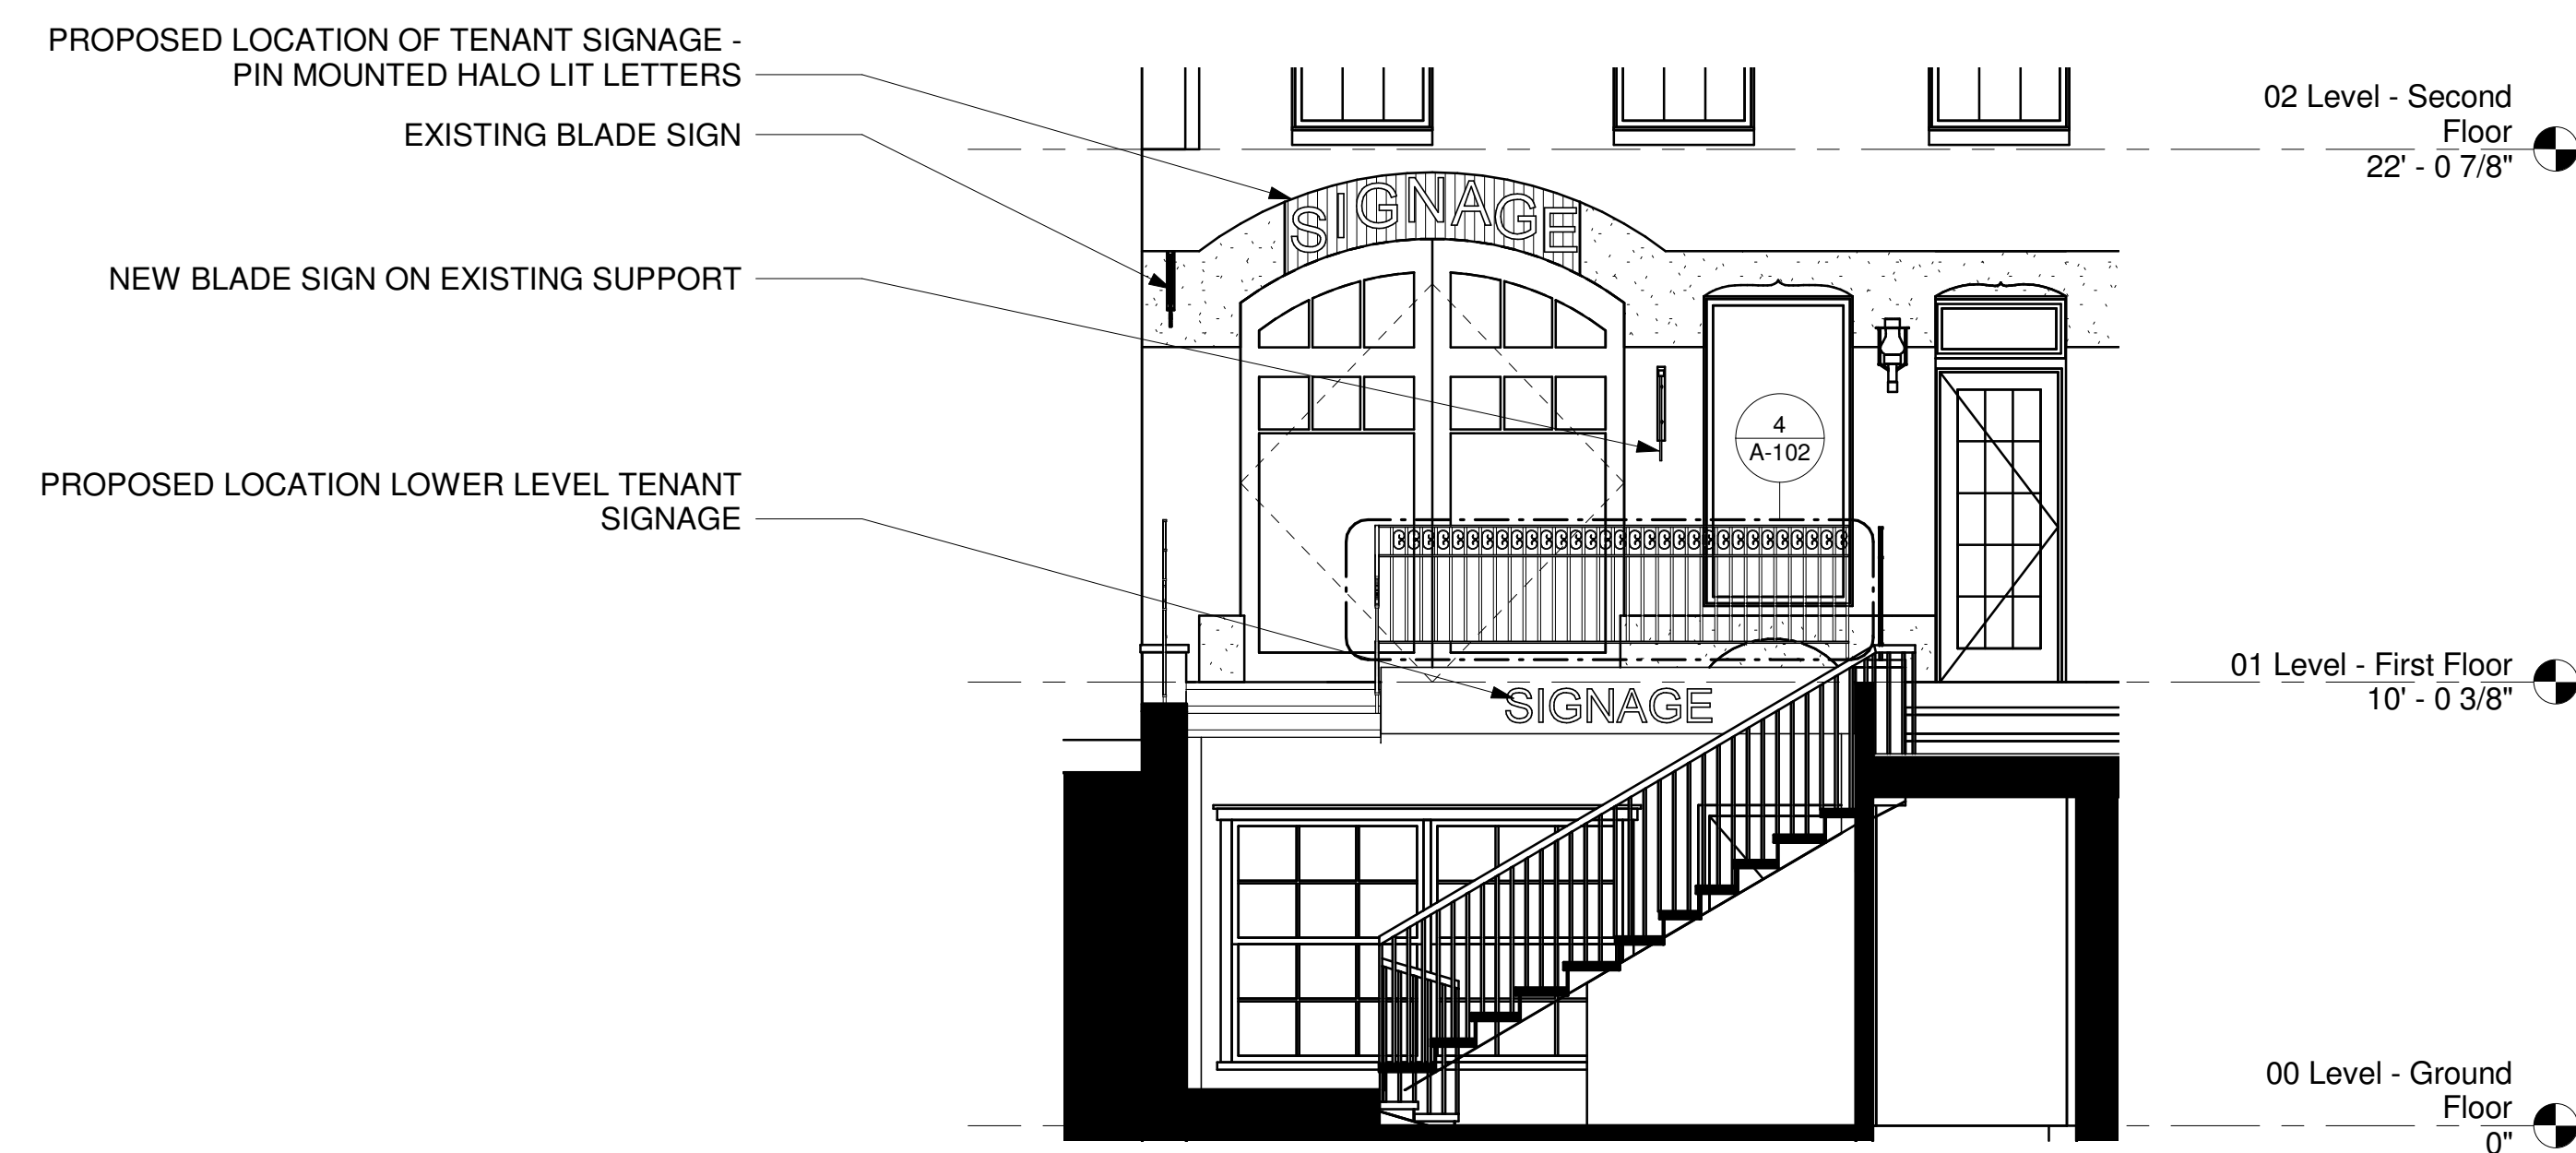 PROPOSED LOCATION OF TENANT SIGNAGE -
PIN MOUNTED HALO LIT LETTERS
EXISTING BLADE SIGN
NEW BLADE SIGN ON EXISTING SUPPORT
PROPOSED LOCATION LOWER LEVEL TENANT
SIGNAGE
SIGNAGE
4
A-102
SIGNAGE
02 Level - Second
Floor
22' - 0 7/8"
01 Level - First Floor
10' - 0 3/8"
00 Level - Ground
Floor
0"